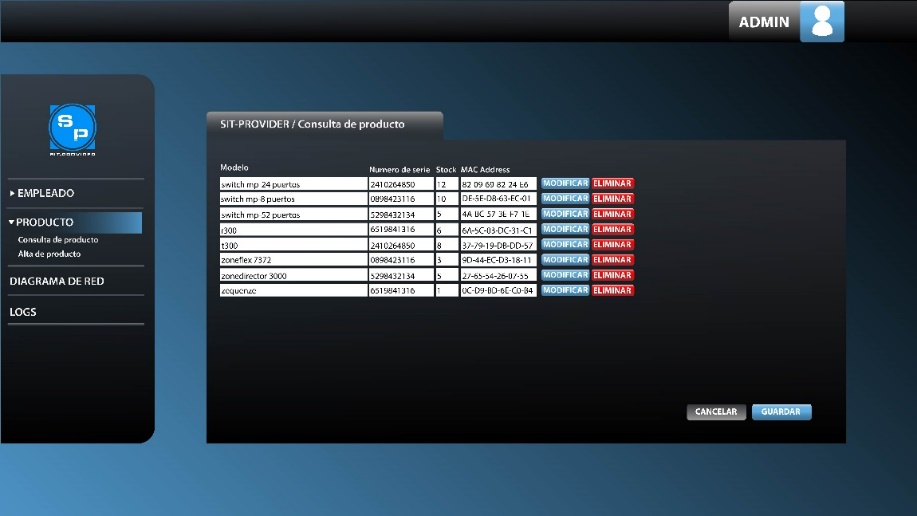 ADMIN
SP
SIT-PROVIDER
EMPLEADO
PRODUCTO
Consulta de producto
Alta de producto
DIAGRAMA DE RED
LOGS
SIT-PROVIDER / Consulta de producto
Modelo Numero de serie Stock MAC Address
switch mp 24 puertos 2410264850 12 82 09 69 82 24 E6 MODIFICAR ELIMINAR
switch mp 8 puertos 0898423116 10 DE-5E-D8-63-EC-01 MODIFICAR ELIMINAR
switch mp 52 puertos 5298432134 5 4A BC 57 3E F7 1E MODIFICAR ELIMINAR
r300 6519841316 6 6A-5C-03-DC-31-C1 MODIFICAR ELIMINAR
t300 2410264850 8 37-79-19-DB-DD-57 MODIFICAR ELIMINAR
zoneflex 7372 0898423116 3 9D-44-EC-D3-18-11 MODIFICAR ELIMINAR
zonedirector 3000 5298432134 5 27-65-54-26-07-55 MODIFICAR ELIMINAR
zequenze 6519841316 1 0C-D9-BD-6E-C0-B4 MODIFICAR ELIMINAR
CANCELAR GUARDAR